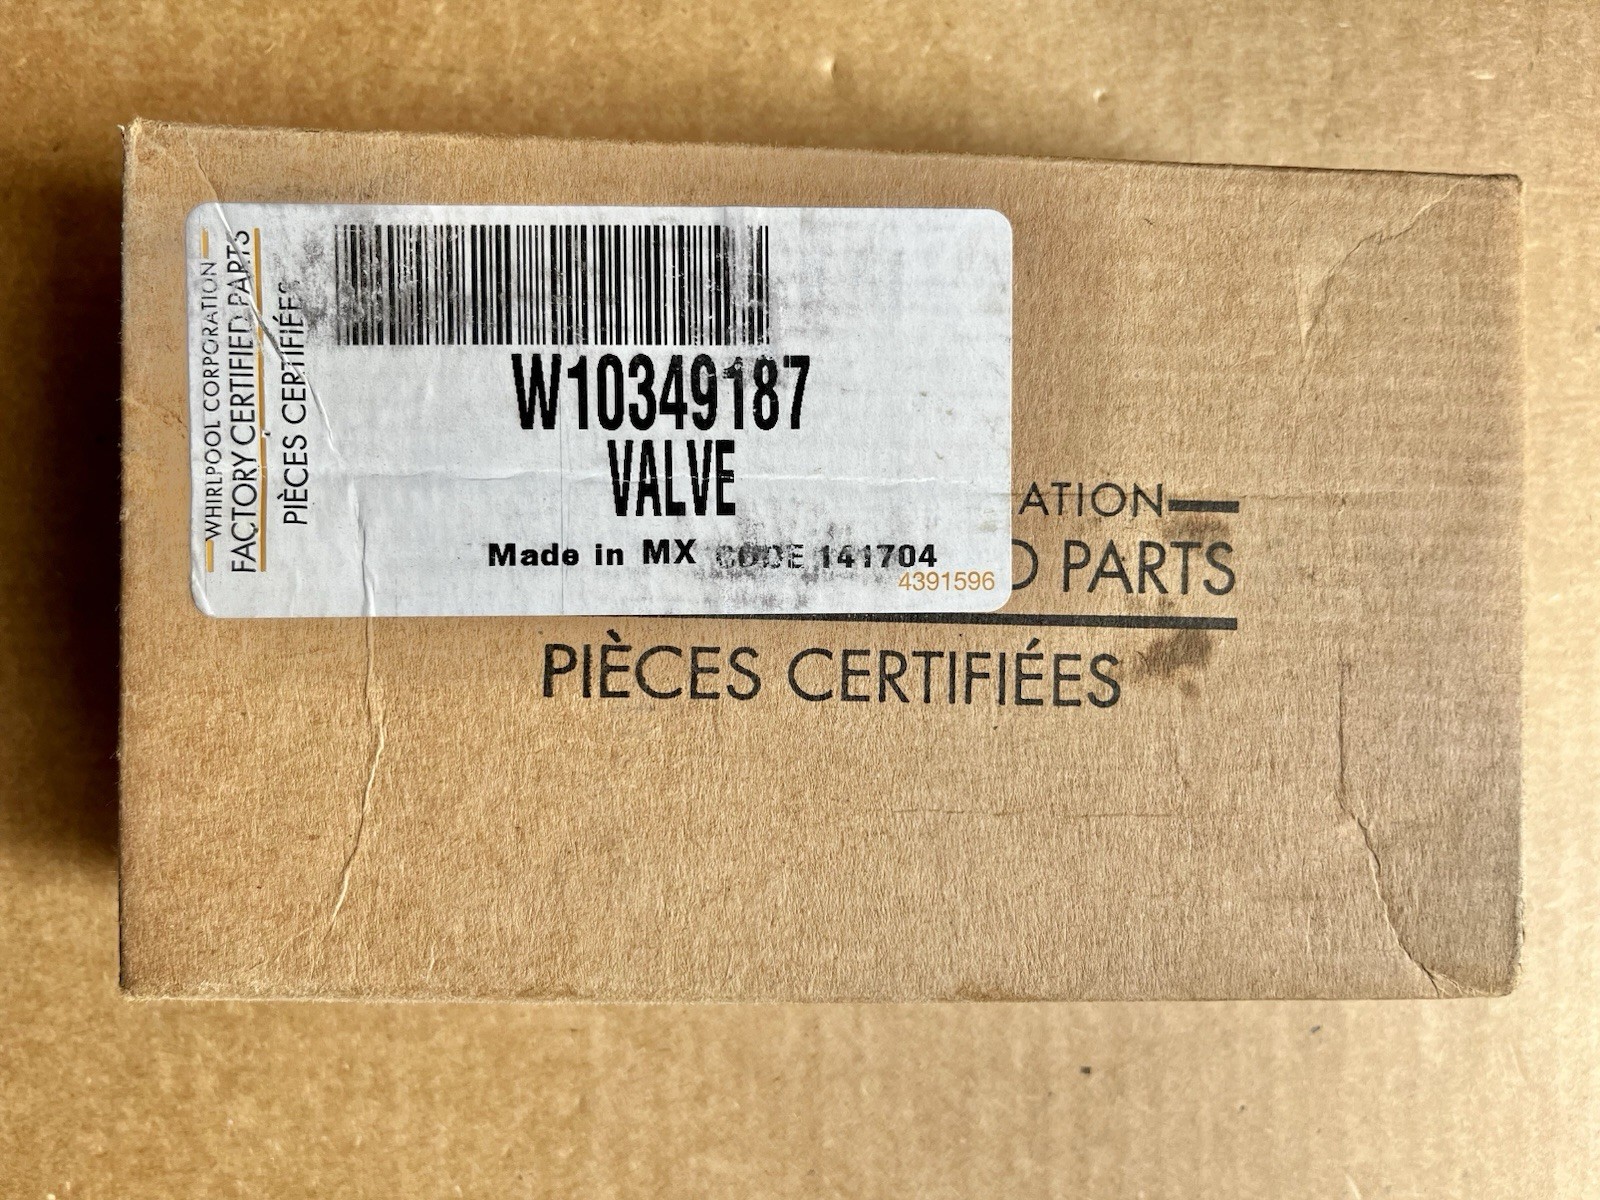 WHIRLPOOL CORPORATION
FACTORY CERTIFIED PARTS
PIÈCES CERTIFIÉES
W10349187
VALVE
Made in MX CODE 141704
4391596
ATION
D PARTS
PIÈCES CERTIFIÉES